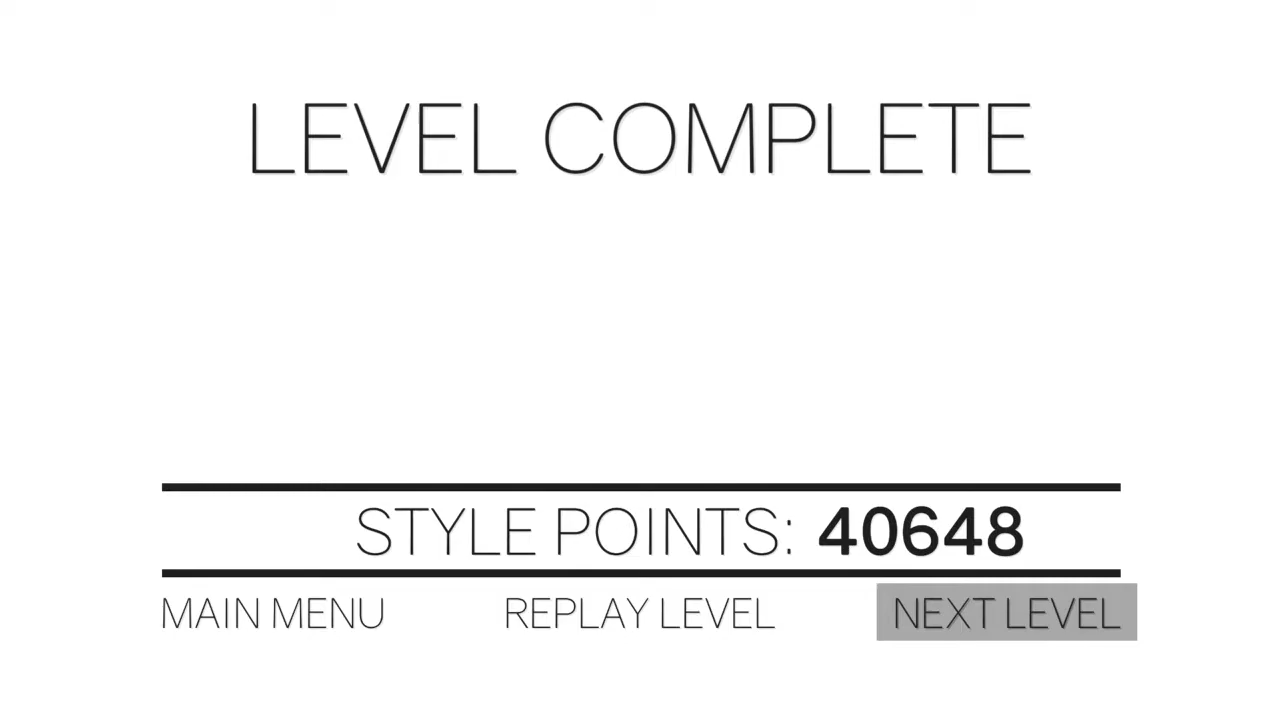 LEVEL COMPLETE
STYLE POINTS: 40648
MAIN MENU REPLAY LEVEL NEXT LEVEL